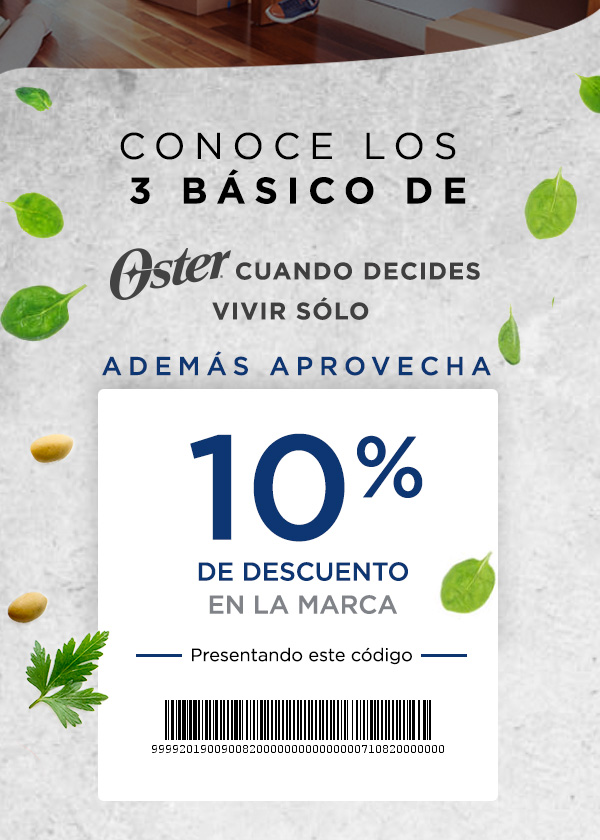 CONOCE LOS
3 BÁSICO DE
Oster CUANDO DECIDES
VIVIR SÓLO
ADEMÁS APROVECHA
10%
DE DESCUENTO
EN LA MARCA
Presentando este código
9999201900900820000000000000000710820000000